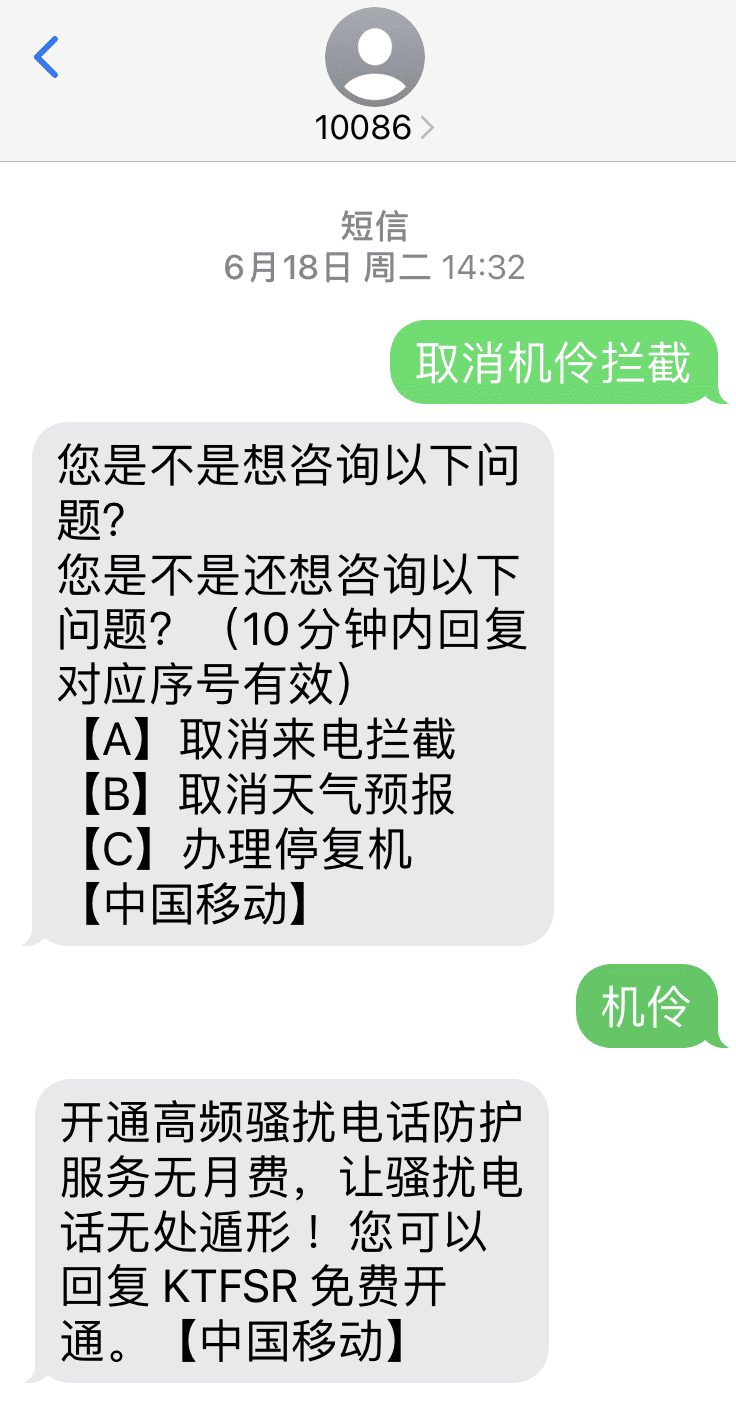 10086
短信
6月18日 周二 14:32
取消机伶拦截
您是不是想咨询以下问
题?
您是不是还想咨询以下
问题? （10分钟内回复
对应序号有效）
【A】取消来电拦截
【B】取消天气预报
【C】办理停复机
【中国移动】
机伶
开通高频骚扰电话防护
服务无月费，让骚扰电
话无处遁形！您可以
回复 KTFSR 免费开
通。【中国移动】